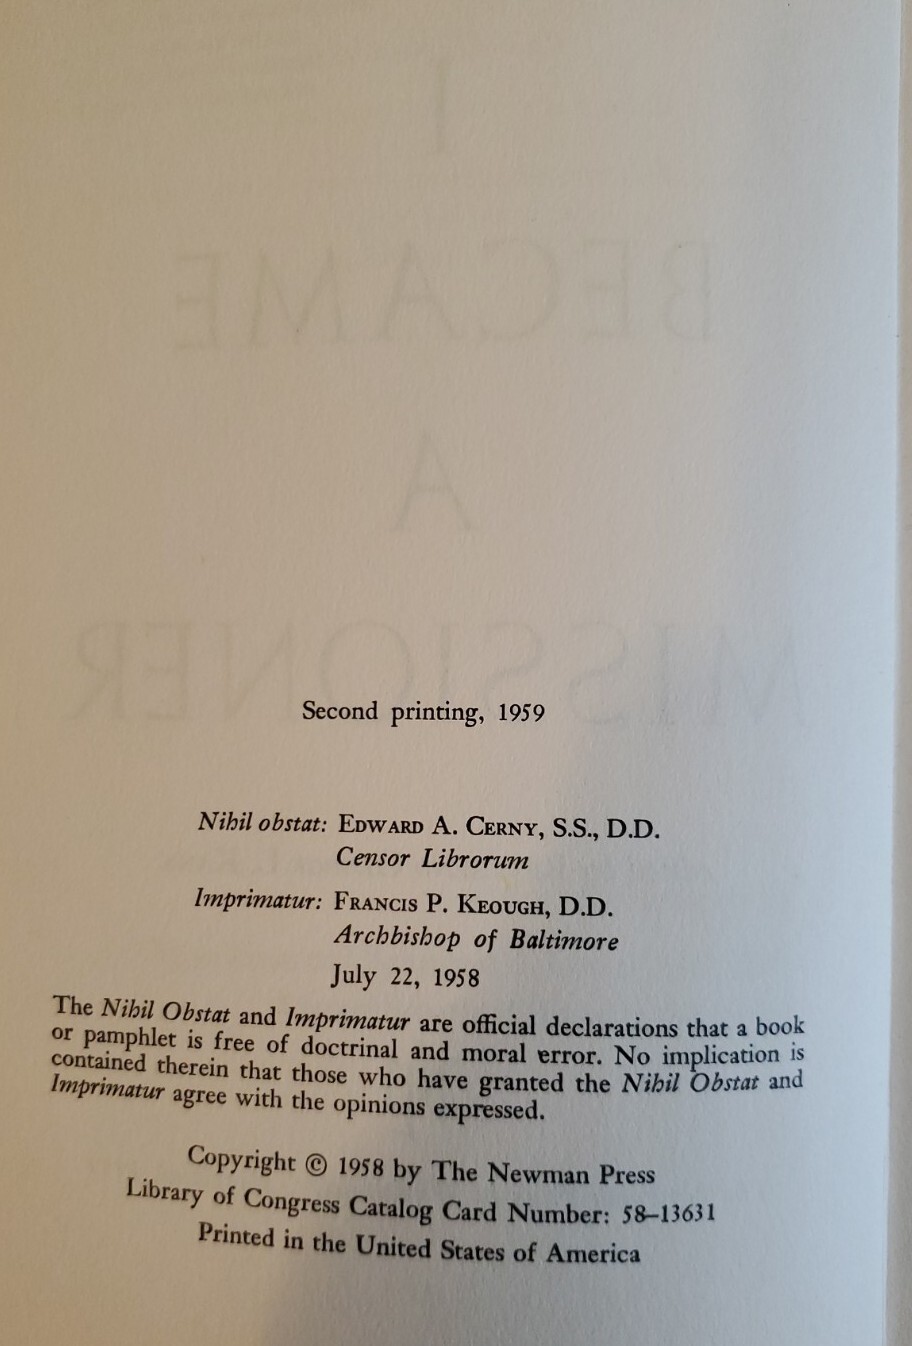 I
BECAME
A
MISSIONER
Second printing, 1959
Nihil obstat: EDWARD A. CERNY, S.S., D.D.
Censor Librorum
Imprimatur: FRANCIS P. KEOUGH, D.D.
Archbishop of Baltimore
July 22, 1958
The Nihil Obstat and Imprimatur are official declarations that a book
or pamphlet is free of doctrinal and moral error. No implication is
contained therein that those who have granted the Nihil Obstat and
Imprimatur agree with the opinions expressed.
Copyright © 1958 by The Newman Press
Library of Congress Catalog Card Number: 58–13631
Printed in the United States of America